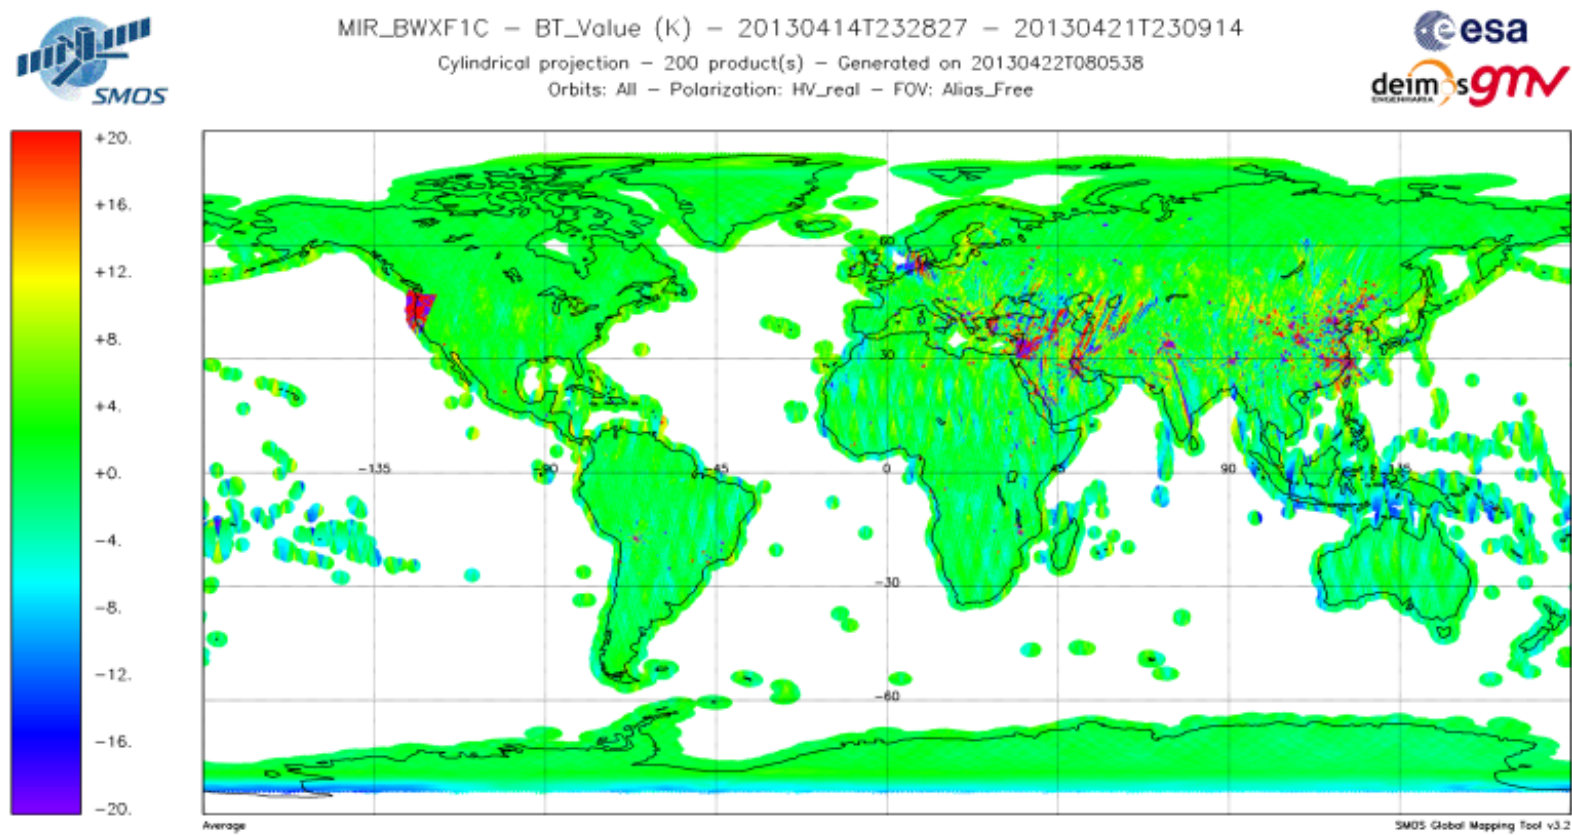 MIR_BWXF1C – BT_Value (K) – 20130414T232827 – 20130421T230914
Cylindrical projection – 200 product(s) – Generated on 20130422T080538
Orbits: All – Polarization: HV_real – FOV: Alias_Free
SMOS
esa
deimos
ENGENHARIA
gmv
+20.
+16.
+12.
+8.
+4.
+0.
−4.
−8.
−12.
−16.
−20.
60
30
−135
−90
−45
0
45
90
135
−30
−60
Average
SMOS Global Mapping Tool v3.2